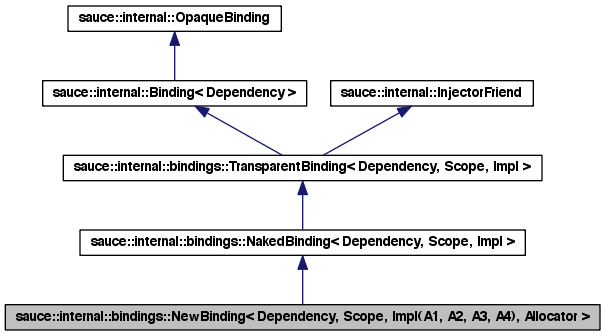 sauce::internal::OpaqueBinding
sauce::internal::Binding< Dependency >
sauce::internal::InjectorFriend
sauce::internal::bindings::TransparentBinding< Dependency, Scope, Impl >
sauce::internal::bindings::NakedBinding< Dependency, Scope, Impl >
sauce::internal::bindings::NewBinding< Dependency, Scope, Impl(A1, A2, A3, A4), Allocator >